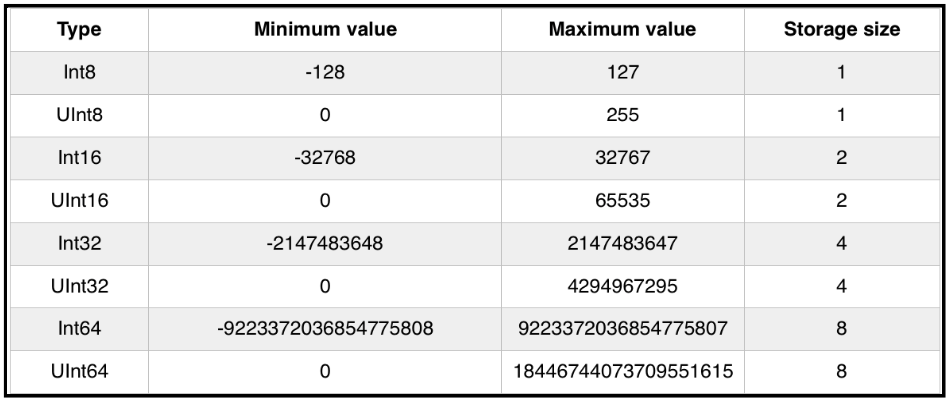 Type Minimum value Maximum value Storage size
Int8 -128 127 1
UInt8 0 255 1
Int16 -32768 32767 2
UInt16 0 65535 2
Int32 -2147483648 2147483647 4
UInt32 0 4294967295 4
Int64 -9223372036854775808 9223372036854775807 8
UInt64 0 18446744073709551615 8